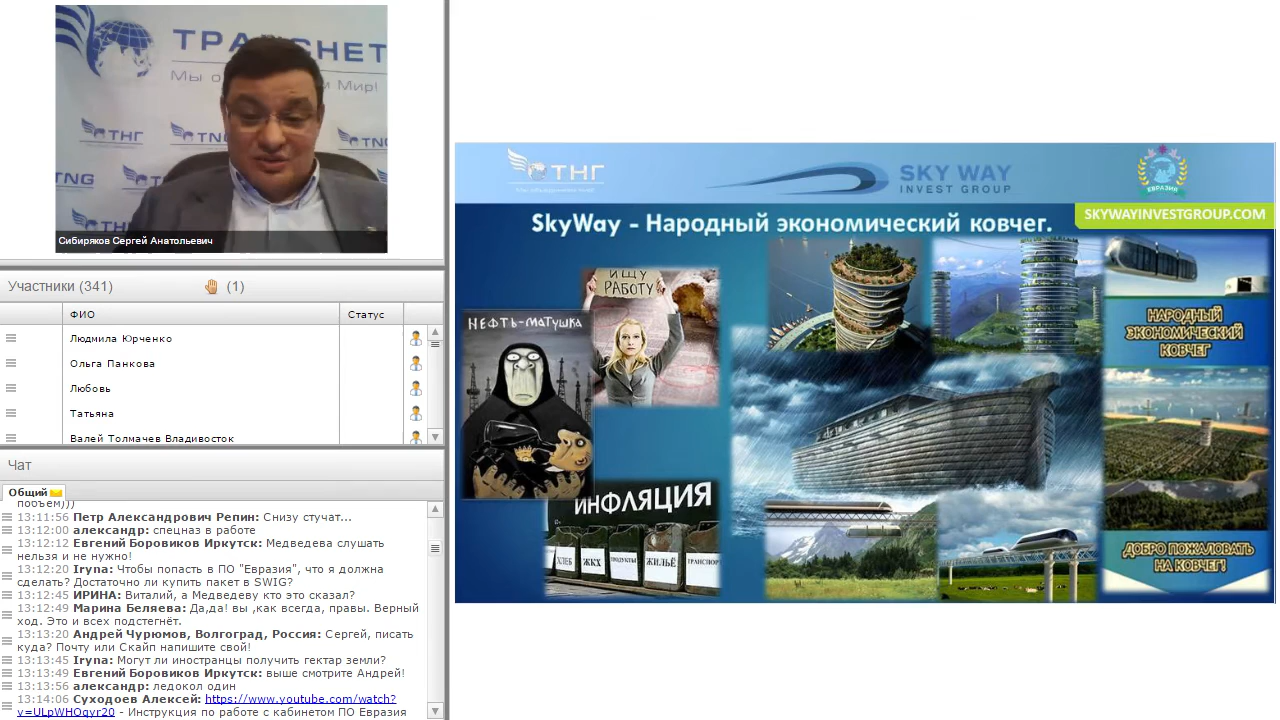 ТРАНСНЕТ
ТНГ
TNG
TNG
ТНГ
Сибиряков Сергей Анатольевич
Участники (341)
(1)
ФИО
Статус
Людмила Юрченко
Ольга Панкова
Любовь
Татьяна
Валей Толмачев Владивосток
Чат
Общий
побъем)))
13:11:56 Петр Александрович Репин: Снизу стучат...
13:12:00 александр: спецназ в работе
13:12:12 Евгений Боровиков Иркутск: Медведева слушать
нельзя и не нужно!
13:12:20 Iryna: Чтобы попасть в ПО "Евразия", что я должна
сделать? Достаточно ли купить пакет в SWIG?
13:12:45 ИРИНА: Виталий, а Медведеву кто это сказал?
13:12:49 Марина Беляева: Да,да! вы ,как всегда, правы. Верный
ход. Это и всех подстегнёт.
13:13:20 Андрей Чурюмов, Волгоград, Россия: Сергей, писать
куда? Почту или Скайп напишите свой!
13:13:45 Iryna: Могут ли иностранцы получить гектар земли?
13:13:49 Евгений Боровиков Иркутск: выше смотрите Андрей!
13:13:56 александр: ледокол один
13:14:06 Суходоев Алексей: https://www.youtube.com/watch?
v=ULpWHOqyr20 - Инструкция по работе с кабинетом ПО Евразия
ТНГ
SKY WAY
INVEST GROUP
ЕВРАЗИЯ
SKYWAYINVESTGROUP.COM
SkyWay - Народный экономический ковчег.
ИЩУ
РАБОТУ
НЕФТЬ-МАТУШКА
ИНФЛЯЦИЯ
ХЛЕБ
ЖКХ
ПРОДУКТЫ
ЖИЛЬЁ
ТРАНСПОРТ
НАРОДНЫЙ
ЭКОНОМИЧЕСКИЙ
КОВЧЕГ
ДОБРО ПОЖАЛОВАТЬ
НА КОВЧЕГ!